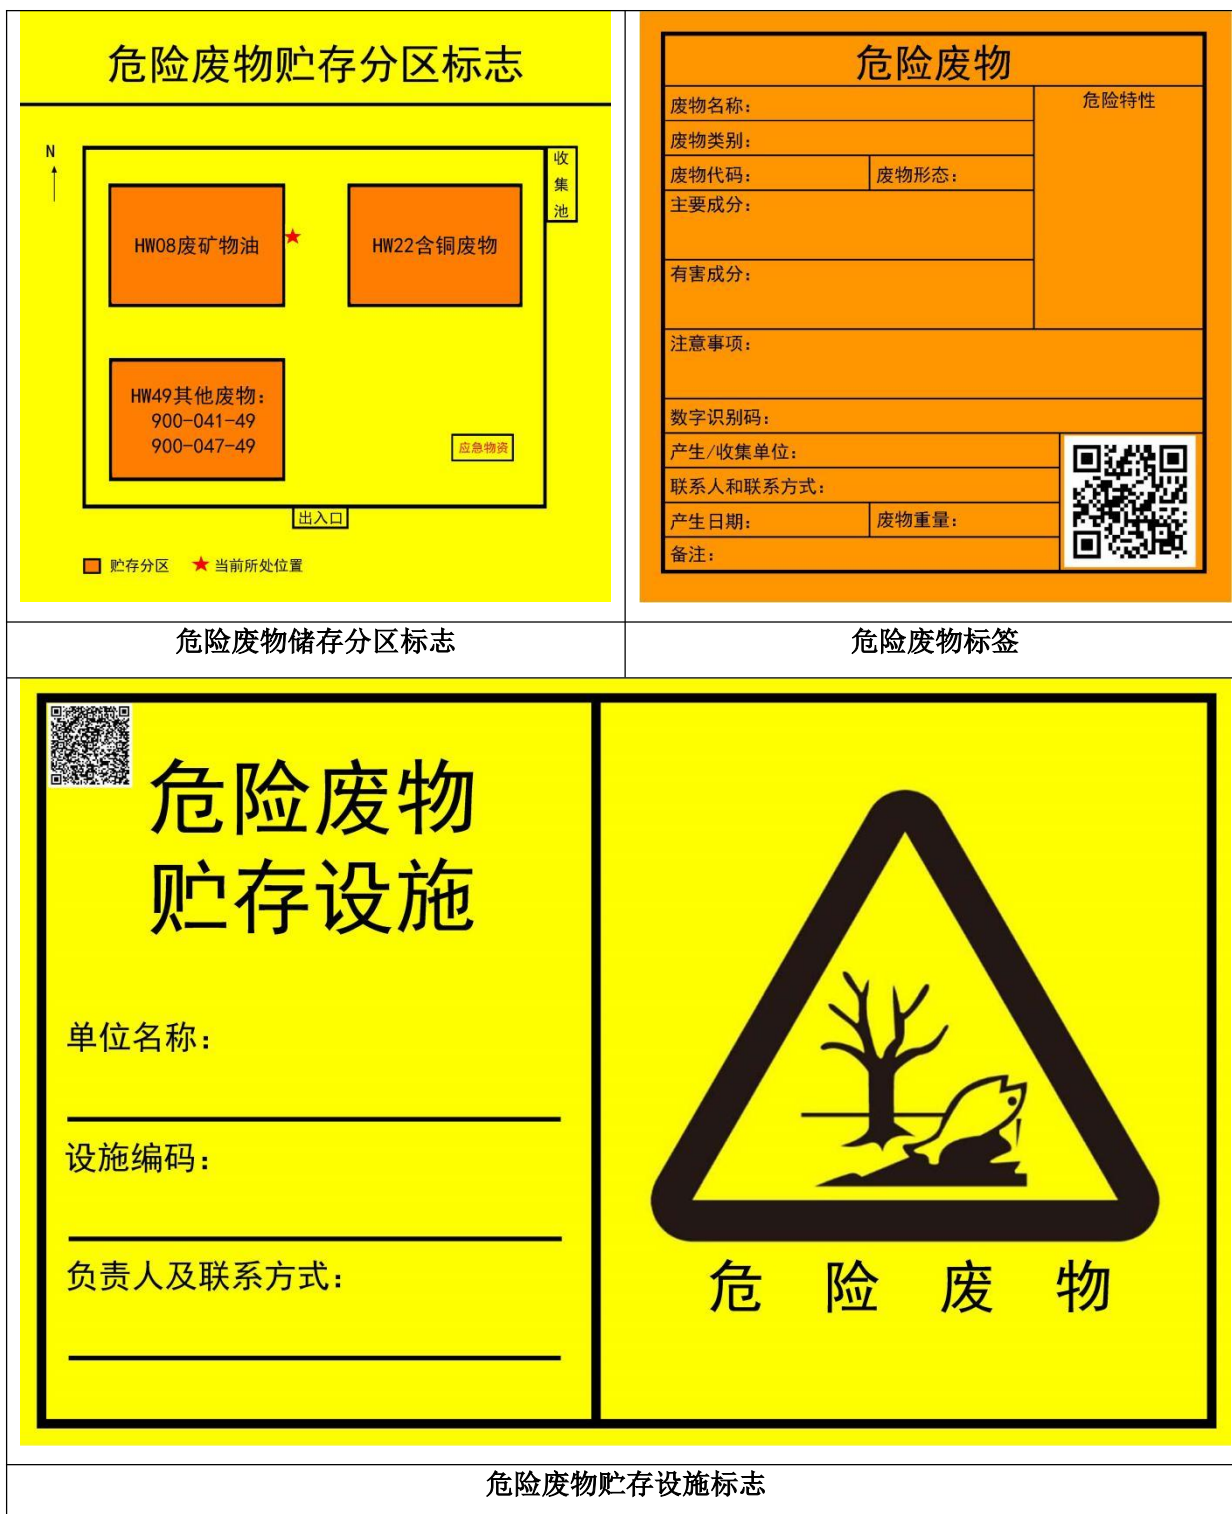 危险废物贮存分区标志
N
收
集
池
HW08废矿物油
HW22含铜废物
HW49其他废物：
900-041-49
900-047-49
应急物资
出入口
贮存分区
当前所处位置
危险废物储存分区标志
危险废物
废物名称：
危险特性
废物类别：
废物代码：
废物形态：
主要成分：
有害成分：
注意事项：
数字识别码：
产生/收集单位：
联系人和联系方式：
产生日期：
废物重量：
备注：
危险废物标签
危险废物
贮存设施
单位名称：
设施编码：
负责人及联系方式：
危险废物
危险废物贮存设施标志